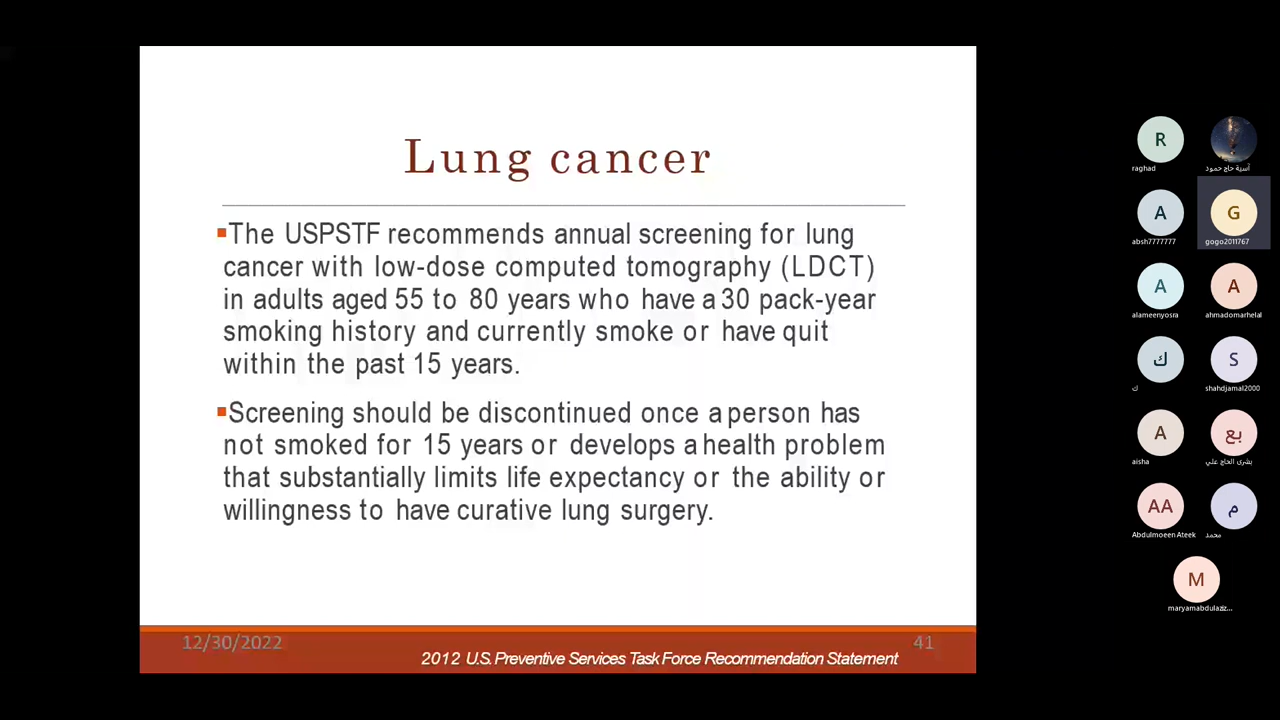 Lung cancer
▪The USPSTF recommends annual screening for lung
cancer with low-dose computed tomography (LDCT)
in adults aged 55 to 80 years who have a 30 pack-year
smoking history and currently smoke or have quit
within the past 15 years.
▪Screening should be discontinued once a person has
not smoked for 15 years or develops a health problem
that substantially limits life expectancy or the ability or
willingness to have curative lung surgery.
12/30/2022
41
2012 U.S. Preventive Services Task Force Recommendation Statement
R
raghad
آسية حاج حمود
A
absh7777777
G
gogo2011767
A
alameenyosra
A
ahmadomarhelal
ك
ك
S
shahdjamal2000
A
aisha
بع
بشرى الحاج علي
AA
Abdulmoeen Ateek
م
محمد
M
maryamabdulaziz...